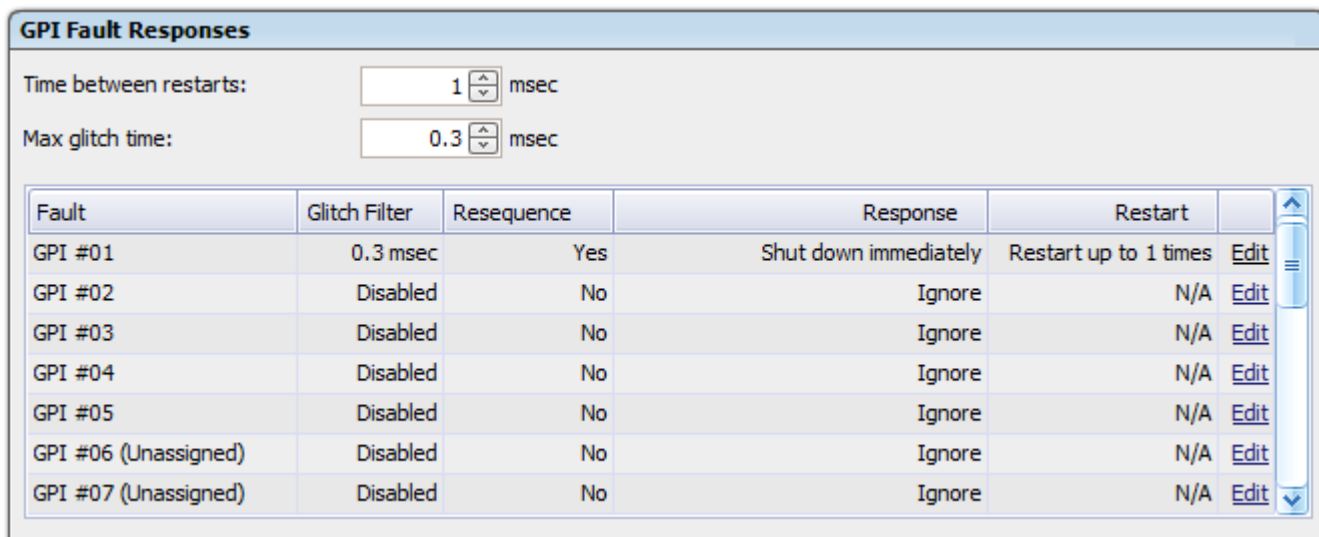 GPI Fault Responses
Time between restarts: 1 msec
Max glitch time: 0.3 msec
Fault Glitch Filter Resequence Response Restart
GPI #01 0.3 msec Yes Shut down immediately Restart up to 1 times Edit
GPI #02 Disabled No Ignore N/A Edit
GPI #03 Disabled No Ignore N/A Edit
GPI #04 Disabled No Ignore N/A Edit
GPI #05 Disabled No Ignore N/A Edit
GPI #06 (Unassigned) Disabled No Ignore N/A Edit
GPI #07 (Unassigned) Disabled No Ignore N/A Edit